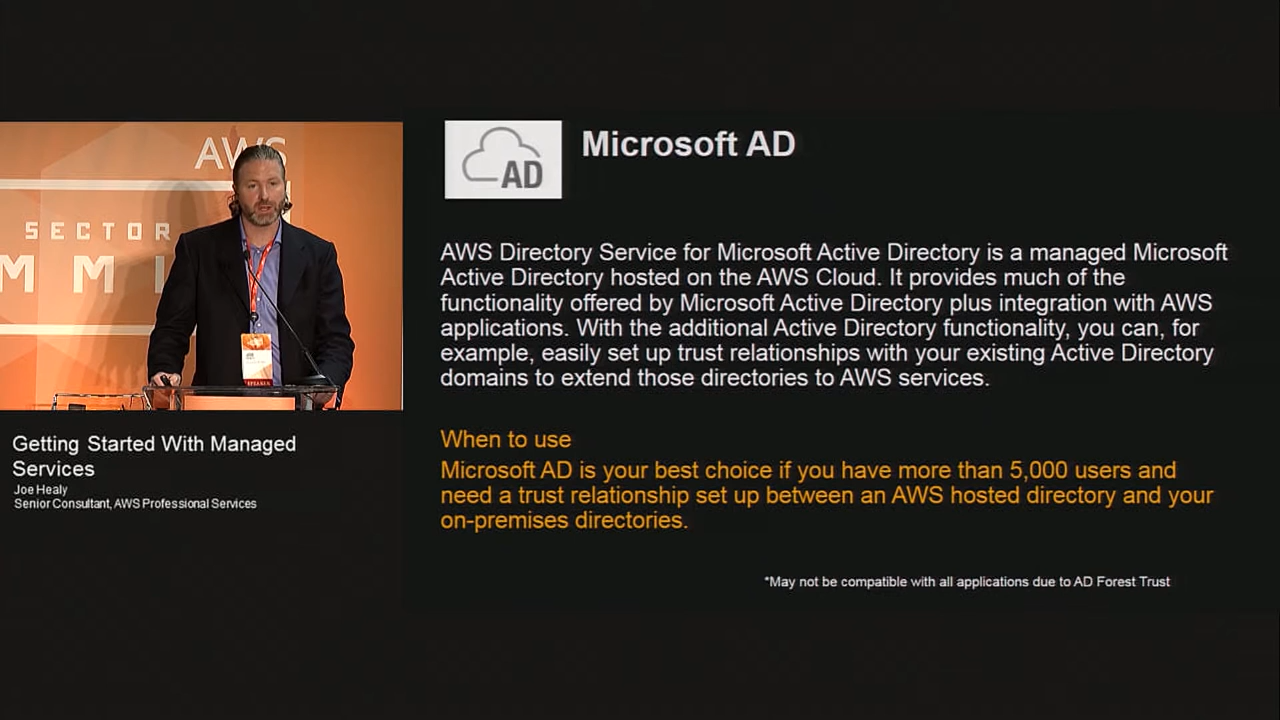 AWS
SECTOR
MMI
SPEAKER
Getting Started With Managed
Services
Joe Healy
Senior Consultant, AWS Professional Services
AD
Microsoft AD
AWS Directory Service for Microsoft Active Directory is a managed Microsoft
Active Directory hosted on the AWS Cloud. It provides much of the
functionality offered by Microsoft Active Directory plus integration with AWS
applications. With the additional Active Directory functionality, you can, for
example, easily set up trust relationships with your existing Active Directory
domains to extend those directories to AWS services.
When to use
Microsoft AD is your best choice if you have more than 5,000 users and
need a trust relationship set up between an AWS hosted directory and your
on-premises directories.
*May not be compatible with all applications due to AD Forest Trust